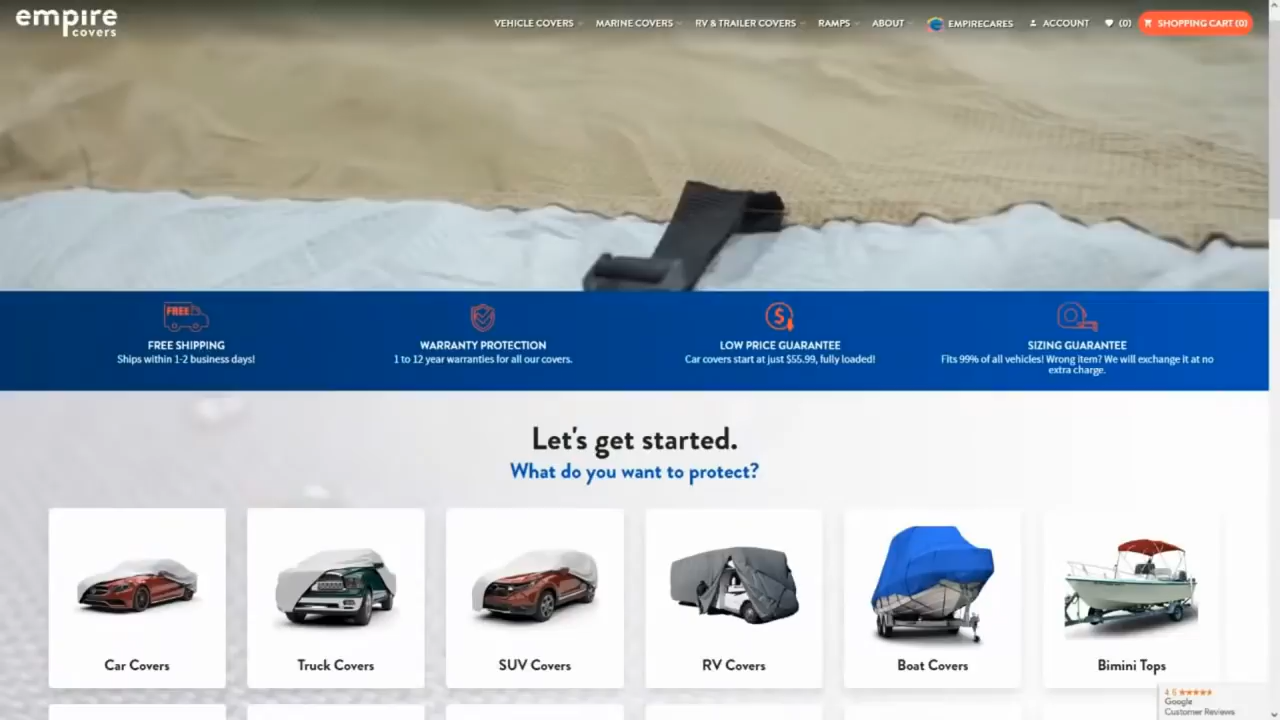 empire
covers
VEHICLE COVERS
MARINE COVERS
RV & TRAILER COVERS
RAMPS
ABOUT
EMPIRECARES
ACCOUNT
(0)
SHOPPING CART (0)
FREE
FREE SHIPPING
Ships within 1-2 business days!
WARRANTY PROTECTION
1 to 12 year warranties for all our covers.
$
LOW PRICE GUARANTEE
Car covers start at just $55.99, fully loaded!
SIZING GUARANTEE
Fits 99% of all vehicles! Wrong item? We will exchange it at no
extra charge.
Let's get started.
What do you want to protect?
Car Covers
Truck Covers
SUV Covers
RV Covers
Boat Covers
Bimini Tops
4.6
Google
Customer Reviews